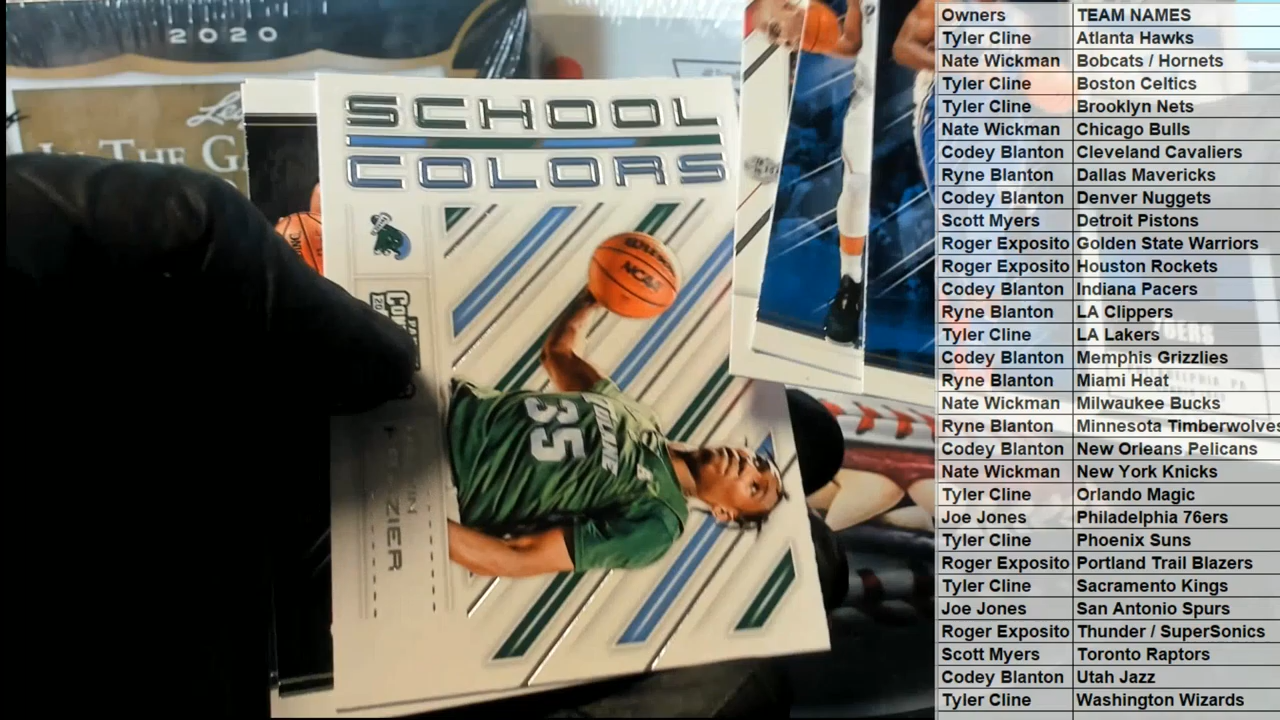 2020
Leaf
IN THE GA
SCHOOL
COLORS
NCAA
TULANE
35
ZIER
76ERS
Owners TEAM NAMES
Tyler Cline Atlanta Hawks
Nate Wickman Bobcats / Hornets
Tyler Cline Boston Celtics
Tyler Cline Brooklyn Nets
Nate Wickman Chicago Bulls
Codey Blanton Cleveland Cavaliers
Ryne Blanton Dallas Mavericks
Codey Blanton Denver Nuggets
Scott Myers Detroit Pistons
Roger Exposito Golden State Warriors
Roger Exposito Houston Rockets
Codey Blanton Indiana Pacers
Ryne Blanton LA Clippers
Tyler Cline LA Lakers
Codey Blanton Memphis Grizzlies
Ryne Blanton Miami Heat
Nate Wickman Milwaukee Bucks
Ryne Blanton Minnesota Timberwolves
Codey Blanton New Orleans Pelicans
Nate Wickman New York Knicks
Tyler Cline Orlando Magic
Joe Jones Philadelphia 76ers
Tyler Cline Phoenix Suns
Roger Exposito Portland Trail Blazers
Tyler Cline Sacramento Kings
Joe Jones San Antonio Spurs
Roger Exposito Thunder / SuperSonics
Scott Myers Toronto Raptors
Codey Blanton Utah Jazz
Tyler Cline Washington Wizards